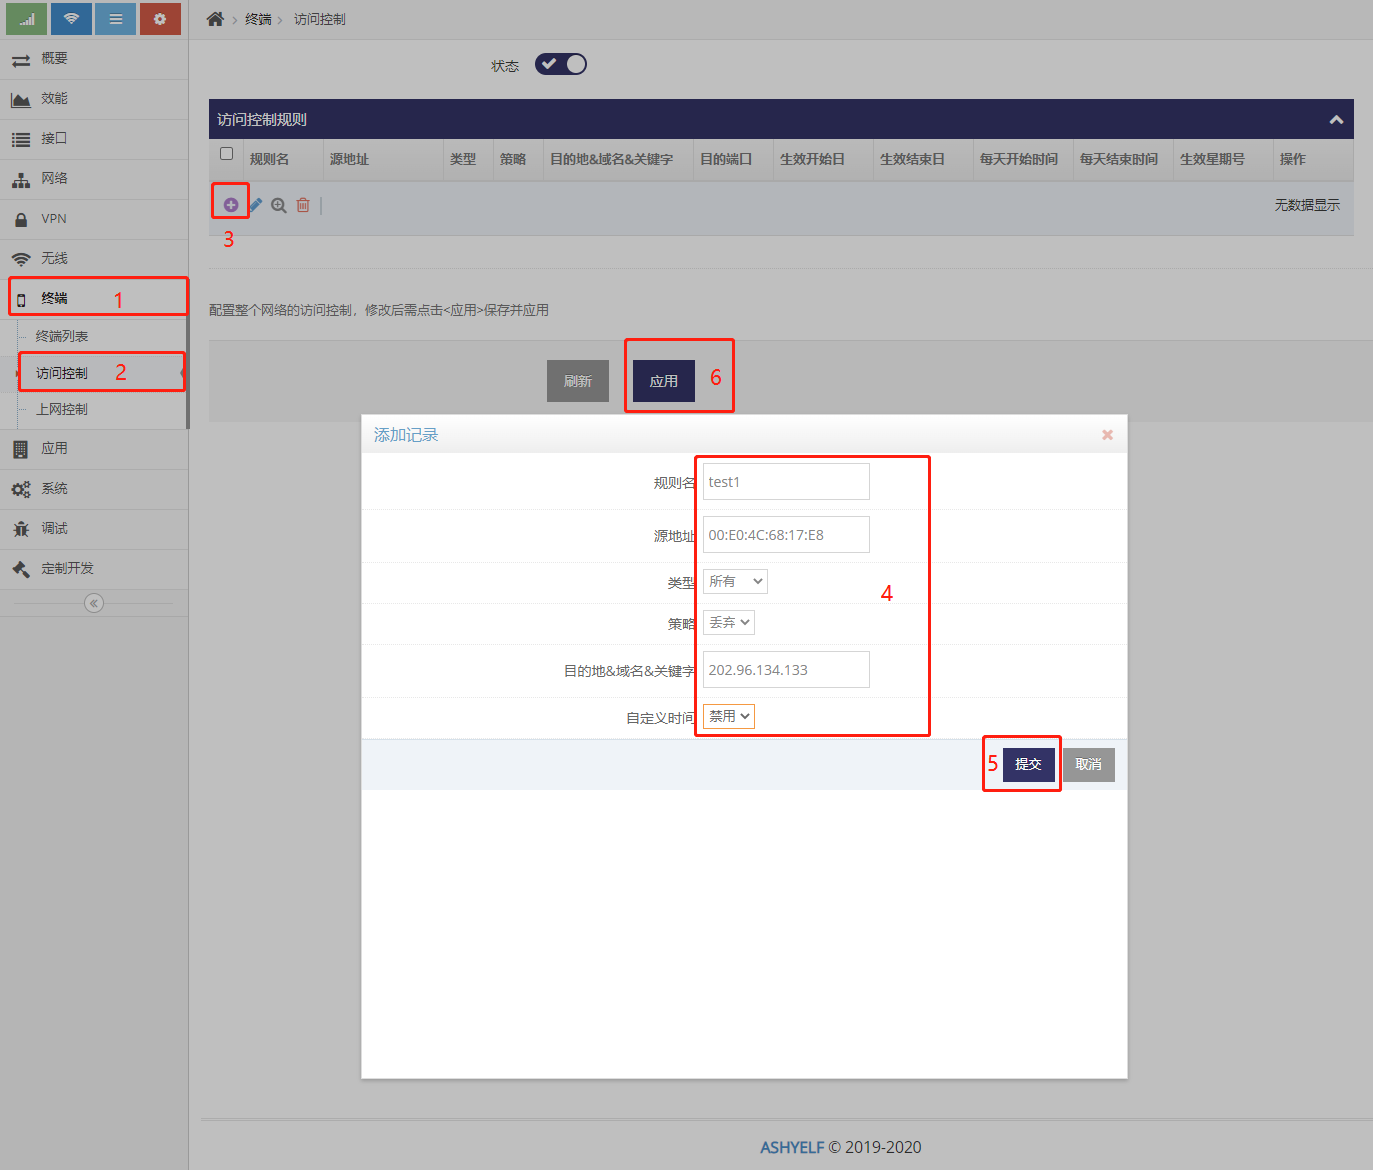 终端 访问控制
概要
效能
接口
网络
VPN
无线
终端 1
终端列表
访问控制 2
上网控制
应用
系统
调试
定制开发
状态
访问控制规则
规则名 源地址 类型 策略 目的地&域名&关键字 目的端口 生效开始日 生效结束日 每天开始时间 每天结束时间 生效星期号 操作
无数据显示
3
配置整个网络的访问控制，修改后需点击<应用>保存并应用
刷新 应用 6
添加记录
规则名 test1
源地址 00:E0:4C:68:17:E8
类型 所有
4
策略 丢弃
目的地&域名&关键字 202.96.134.133
自定义时间 禁用
5 提交 取消
ASHYELF © 2019-2020